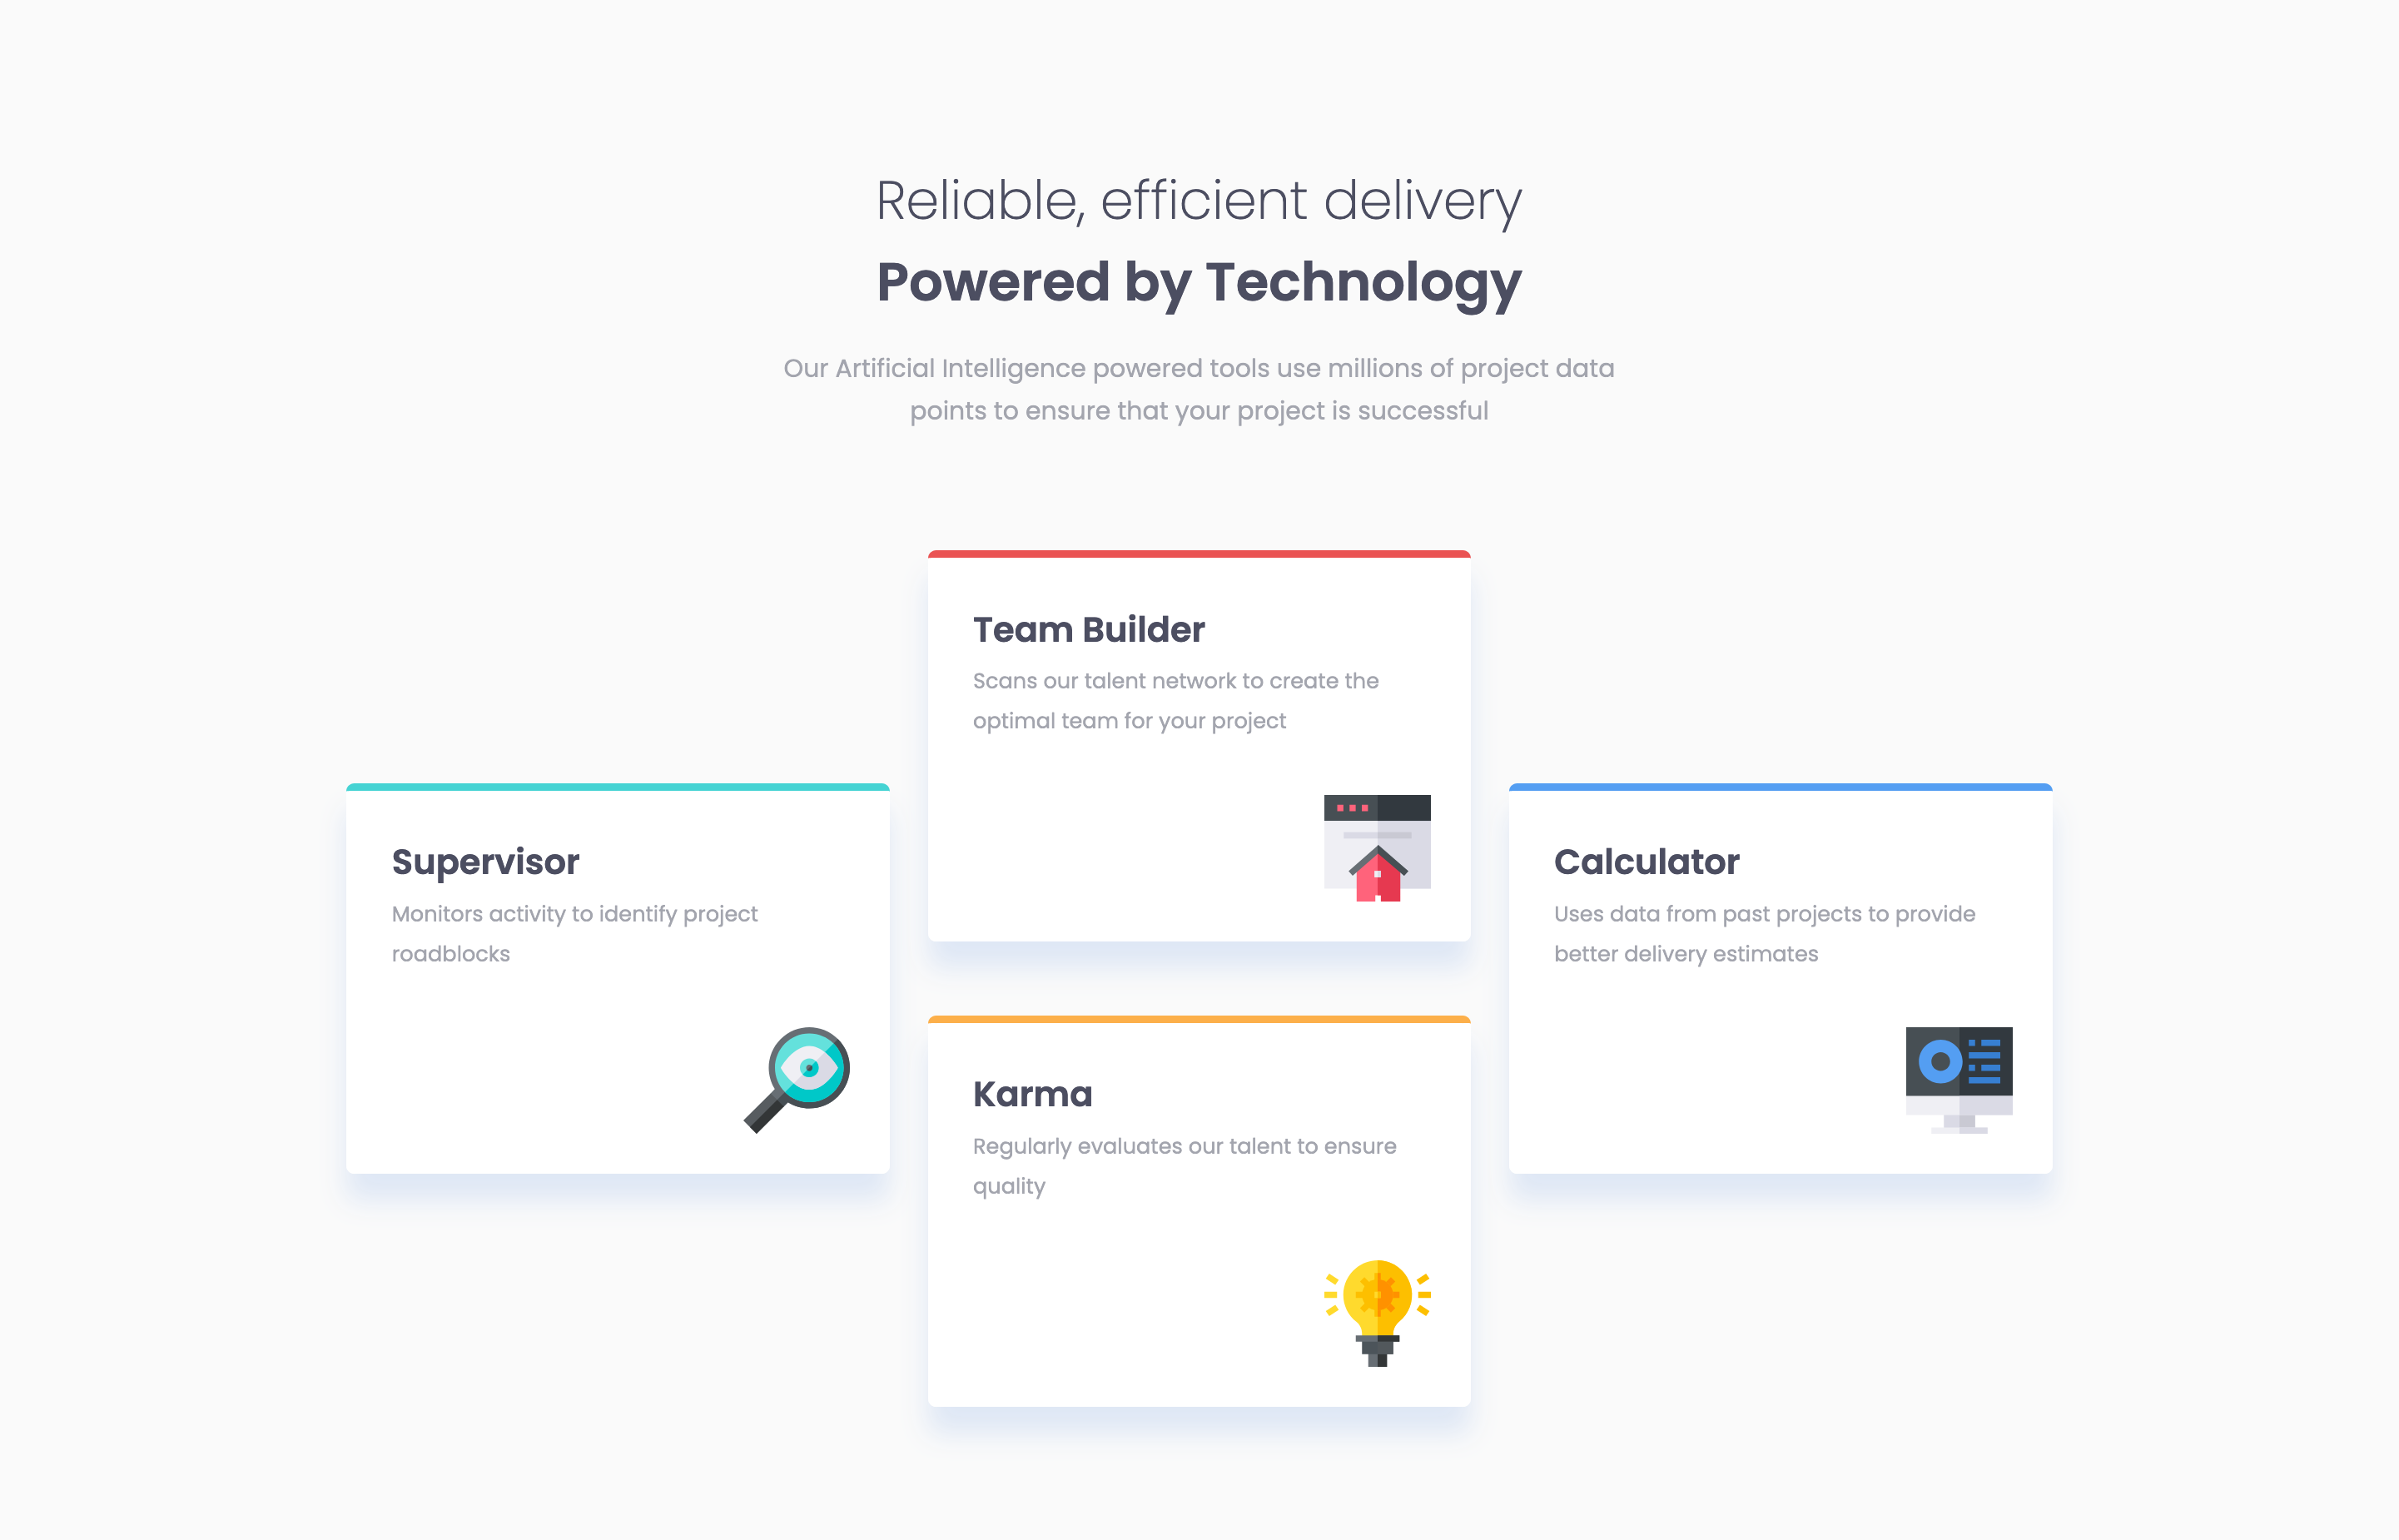 Reliable, efficient delivery
Powered by Technology
Our Artificial Intelligence powered tools use millions of project data
points to ensure that your project is successful
Supervisor
Monitors activity to identify project
roadblocks
Team Builder
Scans our talent network to create the
optimal team for your project
Karma
Regularly evaluates our talent to ensure
quality
Calculator
Uses data from past projects to provide
better delivery estimates